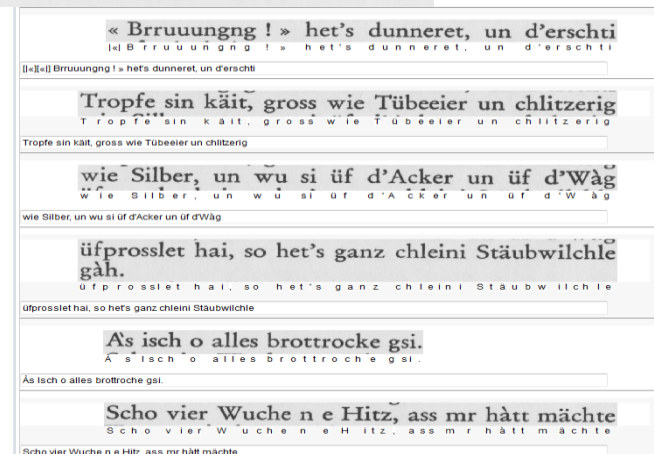 « Brruuungng ! » het’s dunneret, un d’erschti
|«| B r r u u u n g n g ! » h e t ' s d u n n e r e t , u n d ' e r s c h t i
[|«][«|] Brruuungng ! » het's dunneret, un d'erschti
Tropfe sin käit, gross wie Tübeeier un chlitzerig
T r o p f e s i n k ä i t , g r o s s w i e T ü b e e i e r u n c h l i t z e r i g
Tropfe sin käit, gross wie Tübeeier un chlitzerig
wie Silber, un wu si üf d’Acker un üf d’Wàg
w i e S i l b e r , u n w u s i ü f d ' A c k e r u n ü f d ' W à g
wie Silber, un wu si üf d'Acker un üf d'Wàg
üfprosslet hai, so het’s ganz chleini Stäubwilchle
gàh.
ü f p r o s s l e t h a i , s o h e t ' s g a n z c h l e i n i S t ä u b w i l c h l e
üfprosslet hai, so het's ganz chleini Stäubwilchle
À̀s isch o alles brottrocke gsi.
À s I s c h o a l l e s b r o t t r o c h e g s i .
Às Isch o alles brottroche gsi.
Scho vier Wuche n e Hitz, ass mr hàtt mächte
S c h o v i e r W u c h e n e H i t z , a s s m r h à t t m ä c h t e
Scho vier Wuche n e Hitz, ass mr hàtt mächte